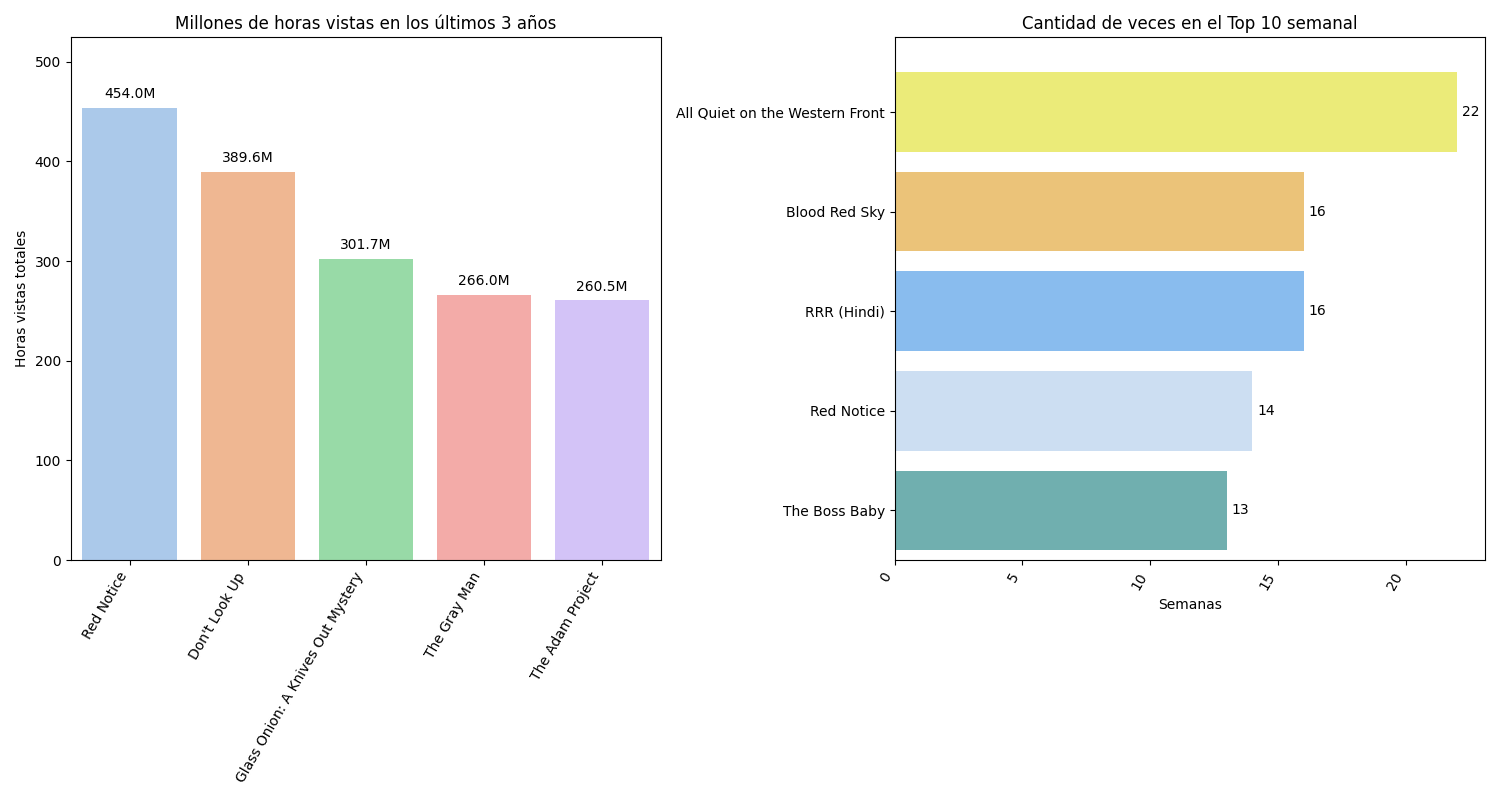 Millones de horas vistas en los últimos 3 años
Horas vistas totales
500
400
300
200
100
0
454.0M
389.6M
301.7M
266.0M
260.5M
Red Notice
Don't Look Up
Glass Onion: A Knives Out Mystery
The Gray Man
The Adam Project
Cantidad de veces en el Top 10 semanal
All Quiet on the Western Front
22
Blood Red Sky
16
RRR (Hindi)
16
Red Notice
14
The Boss Baby
13
0
5
10
15
20
Semanas